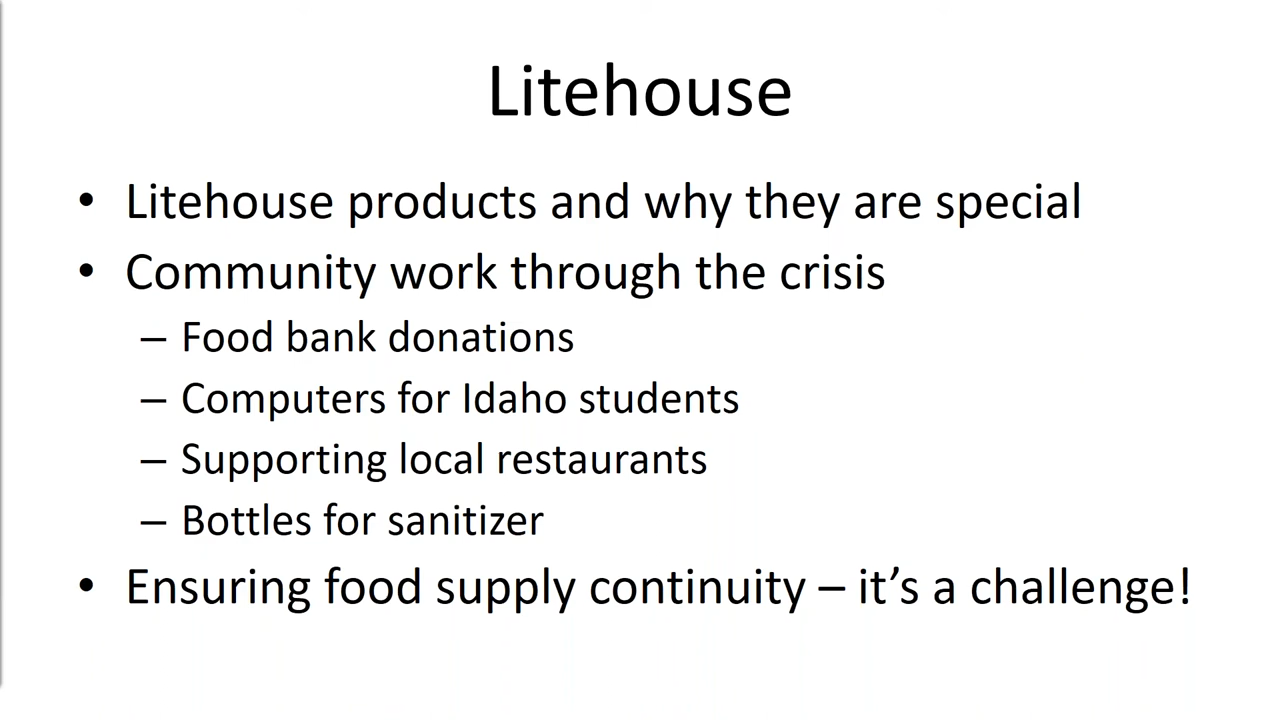 Litehouse
• Litehouse products and why they are special
• Community work through the crisis
– Food bank donations
– Computers for Idaho students
– Supporting local restaurants
– Bottles for sanitizer
• Ensuring food supply continuity – it’s a challenge!